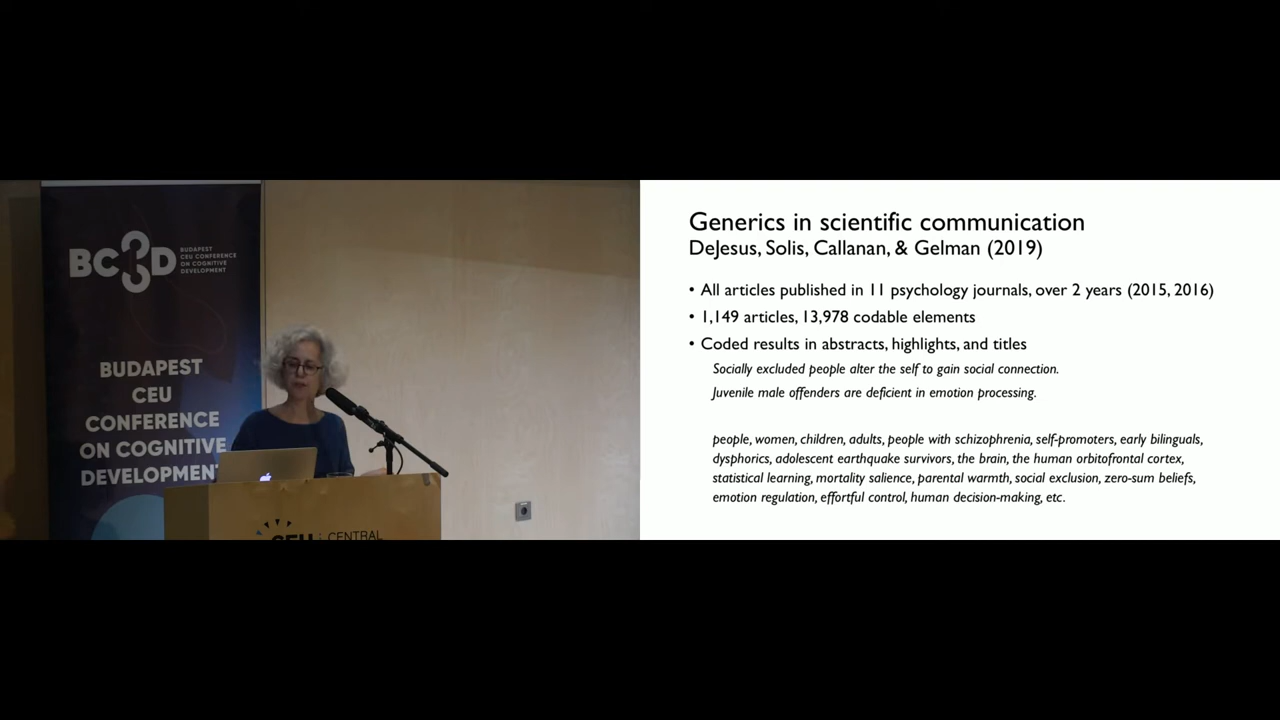 BC3D
BUDAPEST
CEU CONFERENCE
ON COGNITIVE
DEVELOPMENT
BUDAPEST
CEU
CONFERENCE
ON COGNITIVE
DEVELOPMENT
CEU
CENTRAL
Generics in scientific communication
DeJesus, Solis, Callanan, & Gelman (2019)
• All articles published in 11 psychology journals, over 2 years (2015, 2016)
• 1,149 articles, 13,978 codable elements
• Coded results in abstracts, highlights, and titles
Socially excluded people alter the self to gain social connection.
Juvenile male offenders are deficient in emotion processing.
people, women, children, adults, people with schizophrenia, self-promoters, early bilinguals,
dysphorics, adolescent earthquake survivors, the brain, the human orbitofrontal cortex,
statistical learning, mortality salience, parental warmth, social exclusion, zero-sum beliefs,
emotion regulation, effortful control, human decision-making, etc.